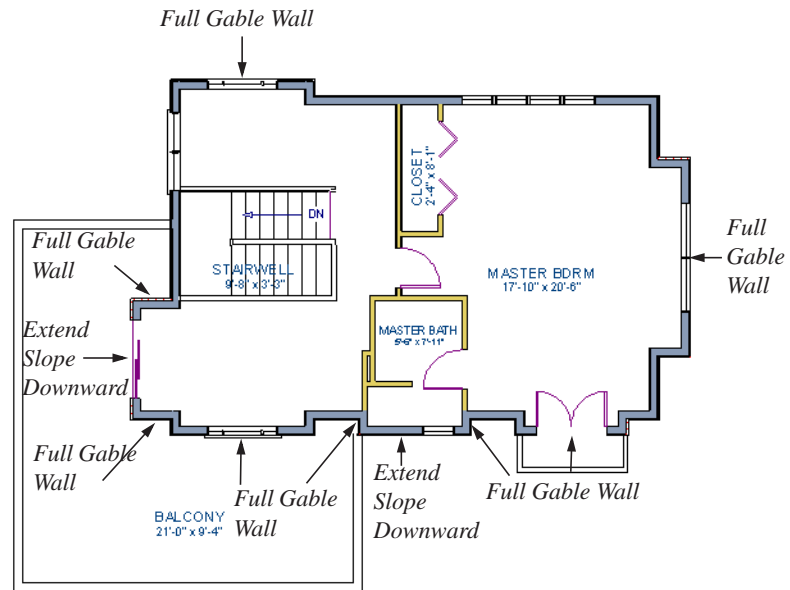 Full Gable Wall
CLOSET
2'-4" x 8'-1"
DN
Full Gable
Wall
STAIRWELL
9'-8" x 3'-3"
MASTER BDRM
17'-10" x 20'-6"
Full
Gable
Wall
Extend
Slope
Downward
MASTER BATH
5'-6" x 7'-11"
Full Gable
Wall
Full Gable
Wall
Extend
Slope
Downward
Full Gable Wall
BALCONY
21'-0" x 9'-4"